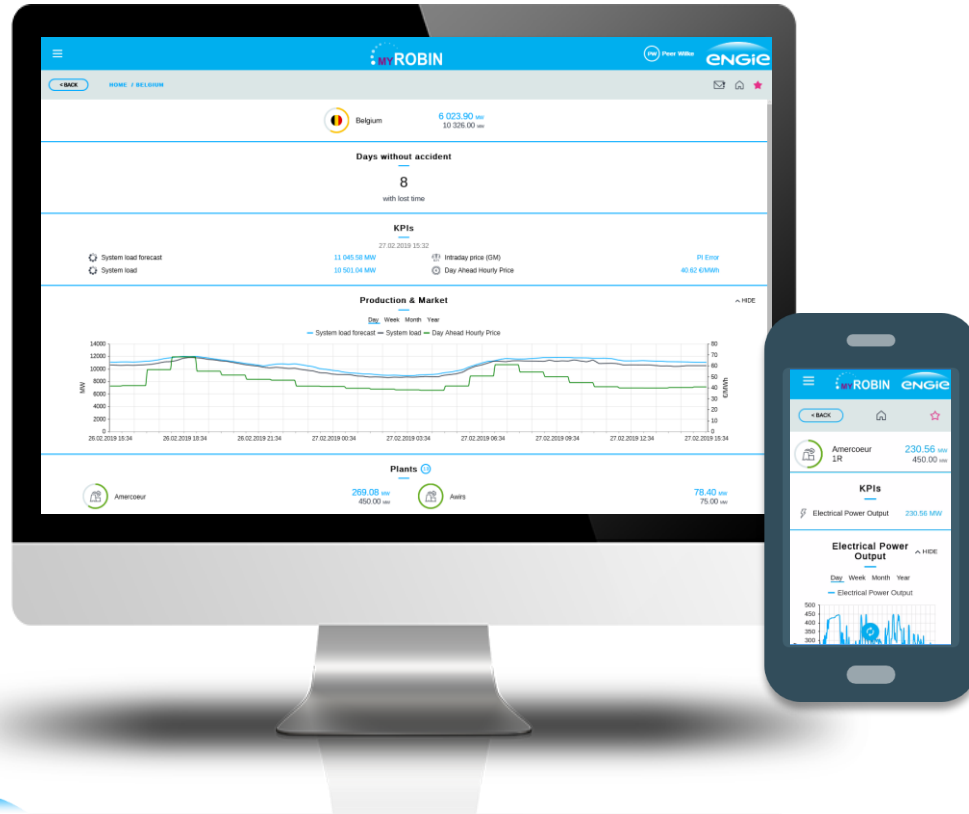 MYROBIN
PW Peer Wilke
ENGIE
< BACK
HOME / BELGIUM
Belgium
6 023.90 MW
10 326.00 MW
Days without accident
8
with lost time
KPIs
27.02.2019 15:32
System load forecast 11 045.58 MW Intraday price (GM) PI Error
System load 10 501.04 MW Day Ahead Hourly Price 40.62 €/MWh
Production & Market
HIDE
Day Week Month Year
System load forecast System load Day Ahead Hourly Price
MW
14000
12000
10000
8000
6000
4000
2000
0
80
70
60
50
40
30
20
10
0
€/MWh
26.02.2019 15:34 26.02.2019 18:34 26.02.2019 21:34 27.02.2019 00:34 27.02.2019 03:34 27.02.2019 06:34 27.02.2019 09:34 27.02.2019 12:34 27.02.2019 15:34
Plants 13
Amercoeur
269.08 MW
450.00 MW
Awirs
78.40 MW
75.00 MW
MYROBIN
ENGIE
< BACK
Amercoeur
1R
230.56 MW
450.00 MW
KPIs
Electrical Power Output 230.56 MW
Electrical Power
Output
HIDE
Day Week Month Year
Electrical Power Output
500
450
400
350
300